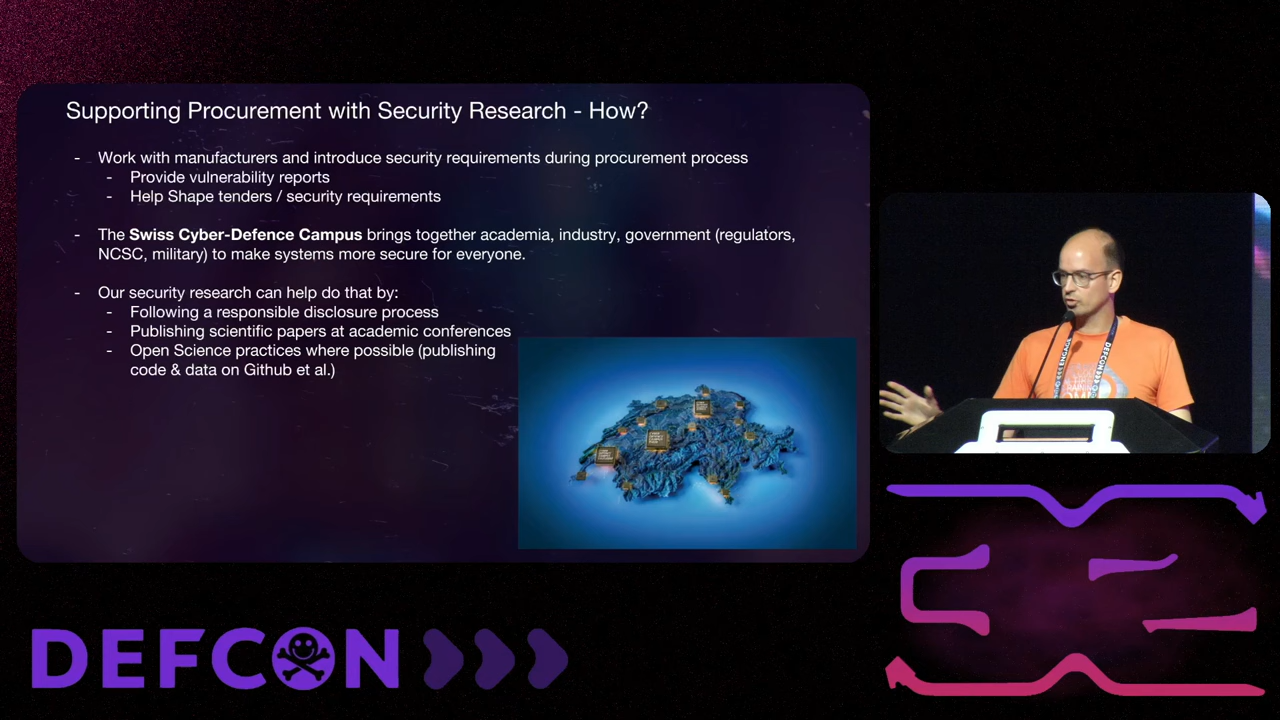 Supporting Procurement with Security Research - How?
- Work with manufacturers and introduce security requirements during procurement process
- Provide vulnerability reports
- Help Shape tenders / security requirements
- The Swiss Cyber-Defence Campus brings together academia, industry, government (regulators,
NCSC, military) to make systems more secure for everyone.
- Our security research can help do that by:
- Following a responsible disclosure process
- Publishing scientific papers at academic conferences
- Open Science practices where possible (publishing
code & data on Github et al.)
ENGAGE
DEFCON
DEFCON